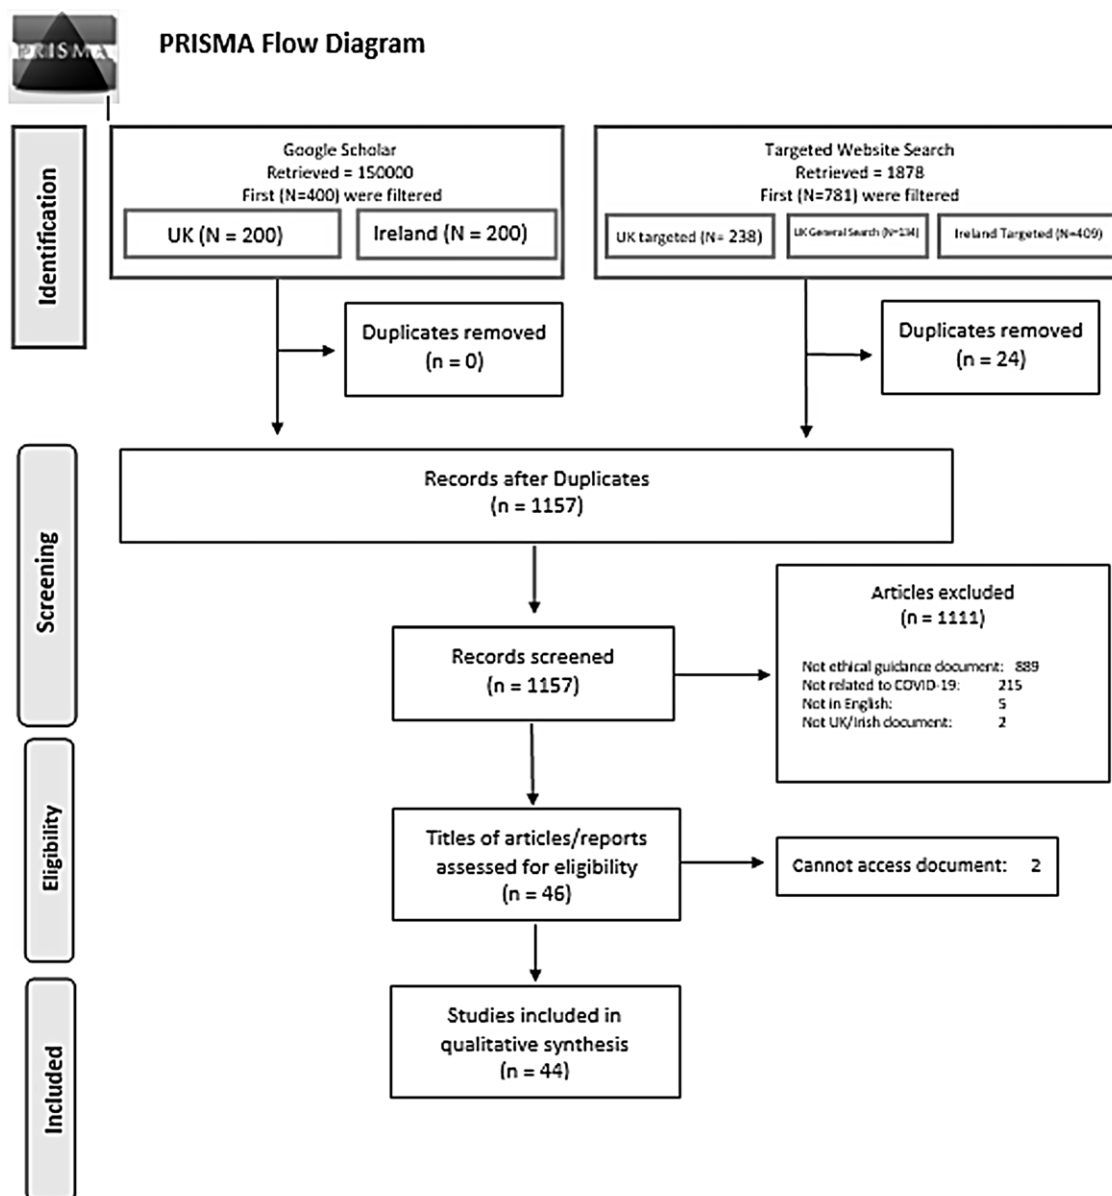 PRISMA
PRISMA Flow Diagram
Identification
Google Scholar
Retrieved = 150000
First (N=400) were filtered
UK (N = 200)
Ireland (N = 200)
Targeted Website Search
Retrieved = 1878
First (N=781) were filtered
UK targeted (N= 238)
UK General Search (N=134)
Ireland Targeted (N=409)
Duplicates removed
(n = 0)
Duplicates removed
(n = 24)
Screening
Records after Duplicates
(n = 1157)
Records screened
(n = 1157)
Articles excluded
(n = 1111)
Not ethical guidance document: 889
Not related to COVID-19: 215
Not in English: 5
Not UK/Irish document: 2
Eligibility
Titles of articles/reports
assessed for eligibility
(n = 46)
Cannot access document: 2
Included
Studies included in
qualitative synthesis
(n = 44)